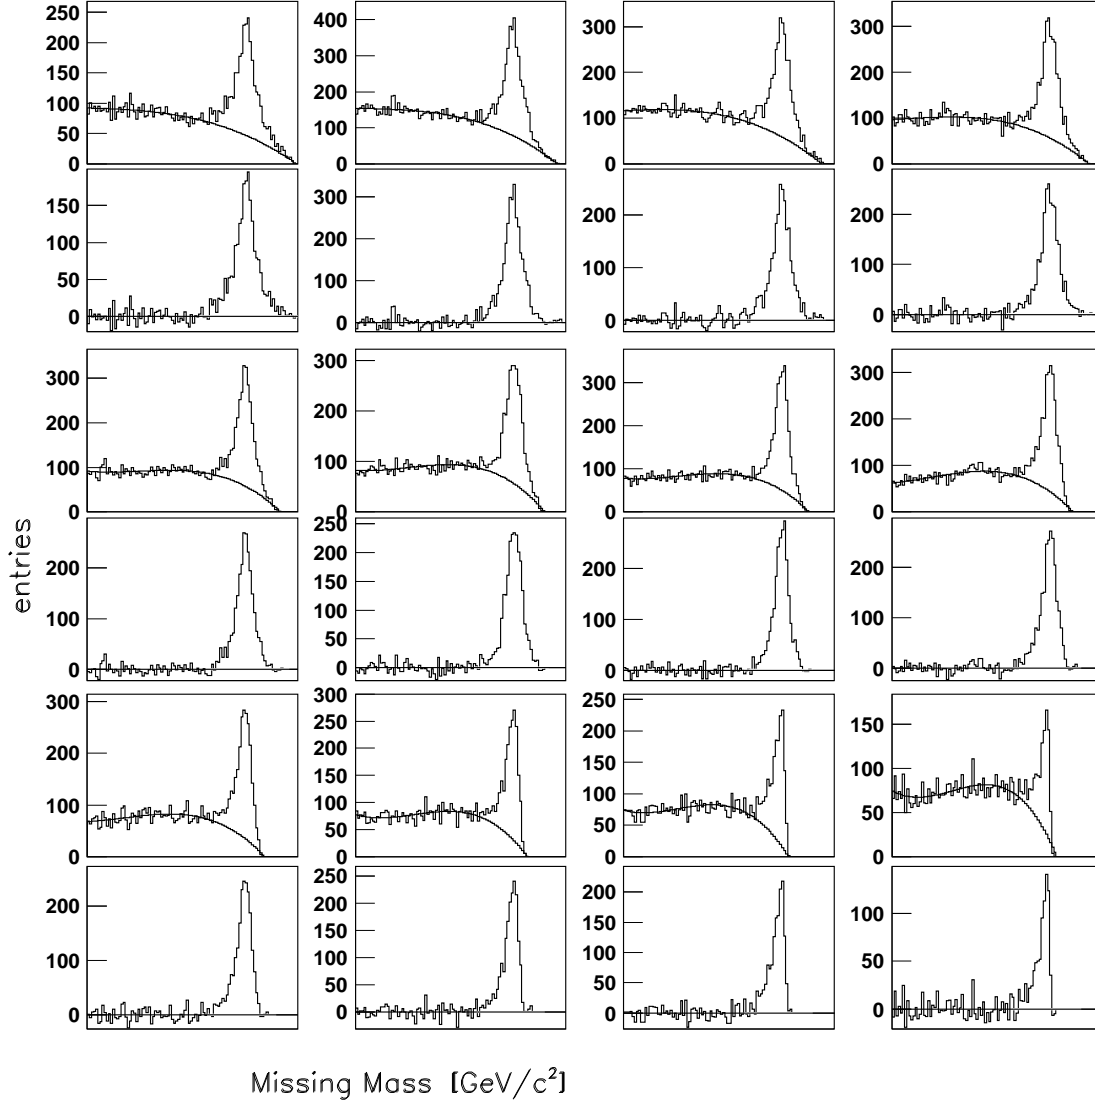 250 400 300 300
200 300 200 200
150 200 100 100
100 100 0 0
50 0
0
150 300 200 200
100 200 100 100
50 100 0 0
0 0
300 300 300 300
200 200 200 200
100 100 100 100
0 0 0 0
entries
200 250 200 200
100 200 100 100
0 150 0 0
100
50
0
300 300 250 150
200 250 200 100
100 200 150 50
0 150 100 0
100 50
50 0
0
200 250 200 100
100 200 150 50
0 150 100 0
100 50
50 0
0
Missing Mass [GeV/c²]